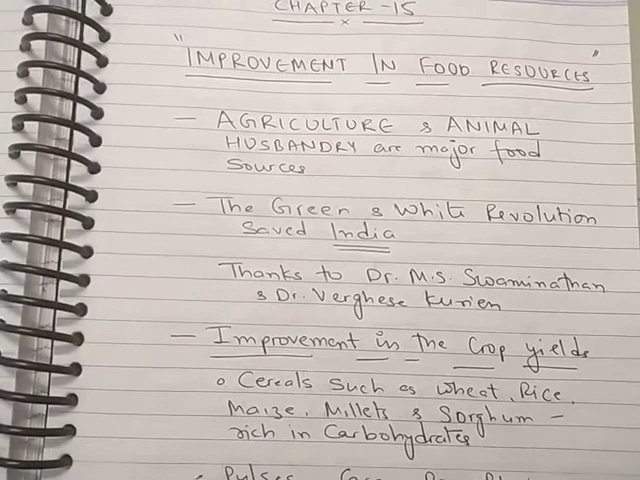 CHAPTER -15
x
"IMPROVEMENT IN FOOD RESOURCES"
— AGRICULTURE & ANIMAL
HUSBANDRY are major food
Sources
— The Green & White Revolution
Saved India
Thanks to Dr. M.S. Swaminathan
& Dr. Verghese Kurien
— Improvement in the Crop yields
o Cereals Such as Wheat, Rice,
Maize, Millets & Sorghum -
rich in Carbohydrates
Pulses